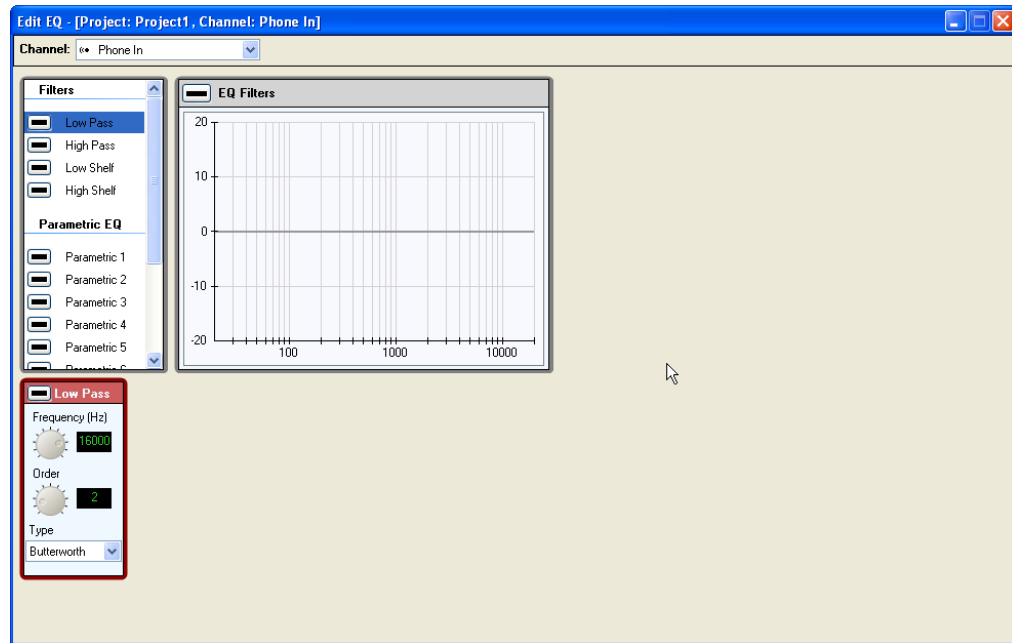 Edit EQ - [Project: Project1 , Channel: Phone In]
Channel: Phone In
Filters
Low Pass
High Pass
Low Shelf
High Shelf
Parametric EQ
Parametric 1
Parametric 2
Parametric 3
Parametric 4
Parametric 5
EQ Filters
20
10
0
-10
-20
100 1000 10000
Low Pass
Frequency (Hz)
16000
Order
2
Type
Butterworth